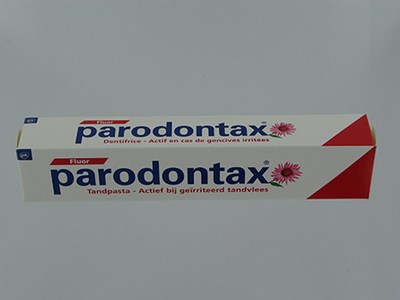 Fluor
parodontax®
Dentifrice - Actif en cas de gencives irritées
Fluor
parodontax®
Tandpasta - Actief bij geïrriteerd tandvlees